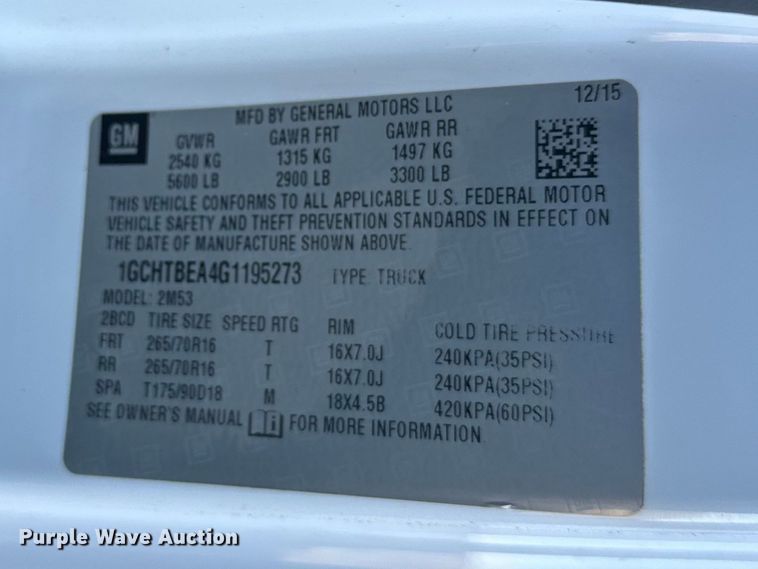 MFD BY GENERAL MOTORS LLC 12/15
GM
GVWR GAWR FRT GAWR RR
2540 KG 1315 KG 1497 KG
5600 LB 2900 LB 3300 LB
THIS VEHICLE CONFORMS TO ALL APPLICABLE U.S. FEDERAL MOTOR
VEHICLE SAFETY AND THEFT PREVENTION STANDARDS IN EFFECT ON
THE DATE OF MANUFACTURE SHOWN ABOVE.
1GCHTBEA4G1195273 TYPE: TRUCK
MODEL: 2M53
2BCD TIRE SIZE SPEED RTG RIM COLD TIRE PRESSURE
FRT 265/70R16 T 16X7.0J 240KPA(35PSI)
RR 265/70R16 T 16X7.0J 240KPA(35PSI)
SPA T175/90D18 M 18X4.5B 420KPA(60PSI)
SEE OWNER'S MANUAL FOR MORE INFORMATION.
Purple Wave Auction